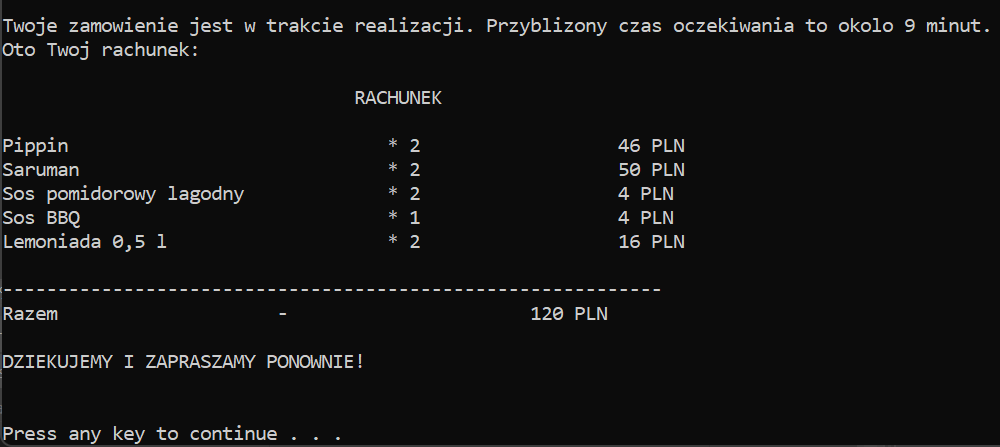 Twoje zamowienie jest w trakcie realizacji. Przyblizony czas oczekiwania to okolo 9 minut.
Oto Twoj rachunek:
RACHUNEK
Pippin * 2 46 PLN
Saruman * 2 50 PLN
Sos pomidorowy lagodny * 2 4 PLN
Sos BBQ * 1 4 PLN
Lemoniada 0,5 l * 2 16 PLN
------------------------------------------------------------
Razem - 120 PLN
DZIEKUJEMY I ZAPRASZAMY PONOWNIE!
Press any key to continue . . .